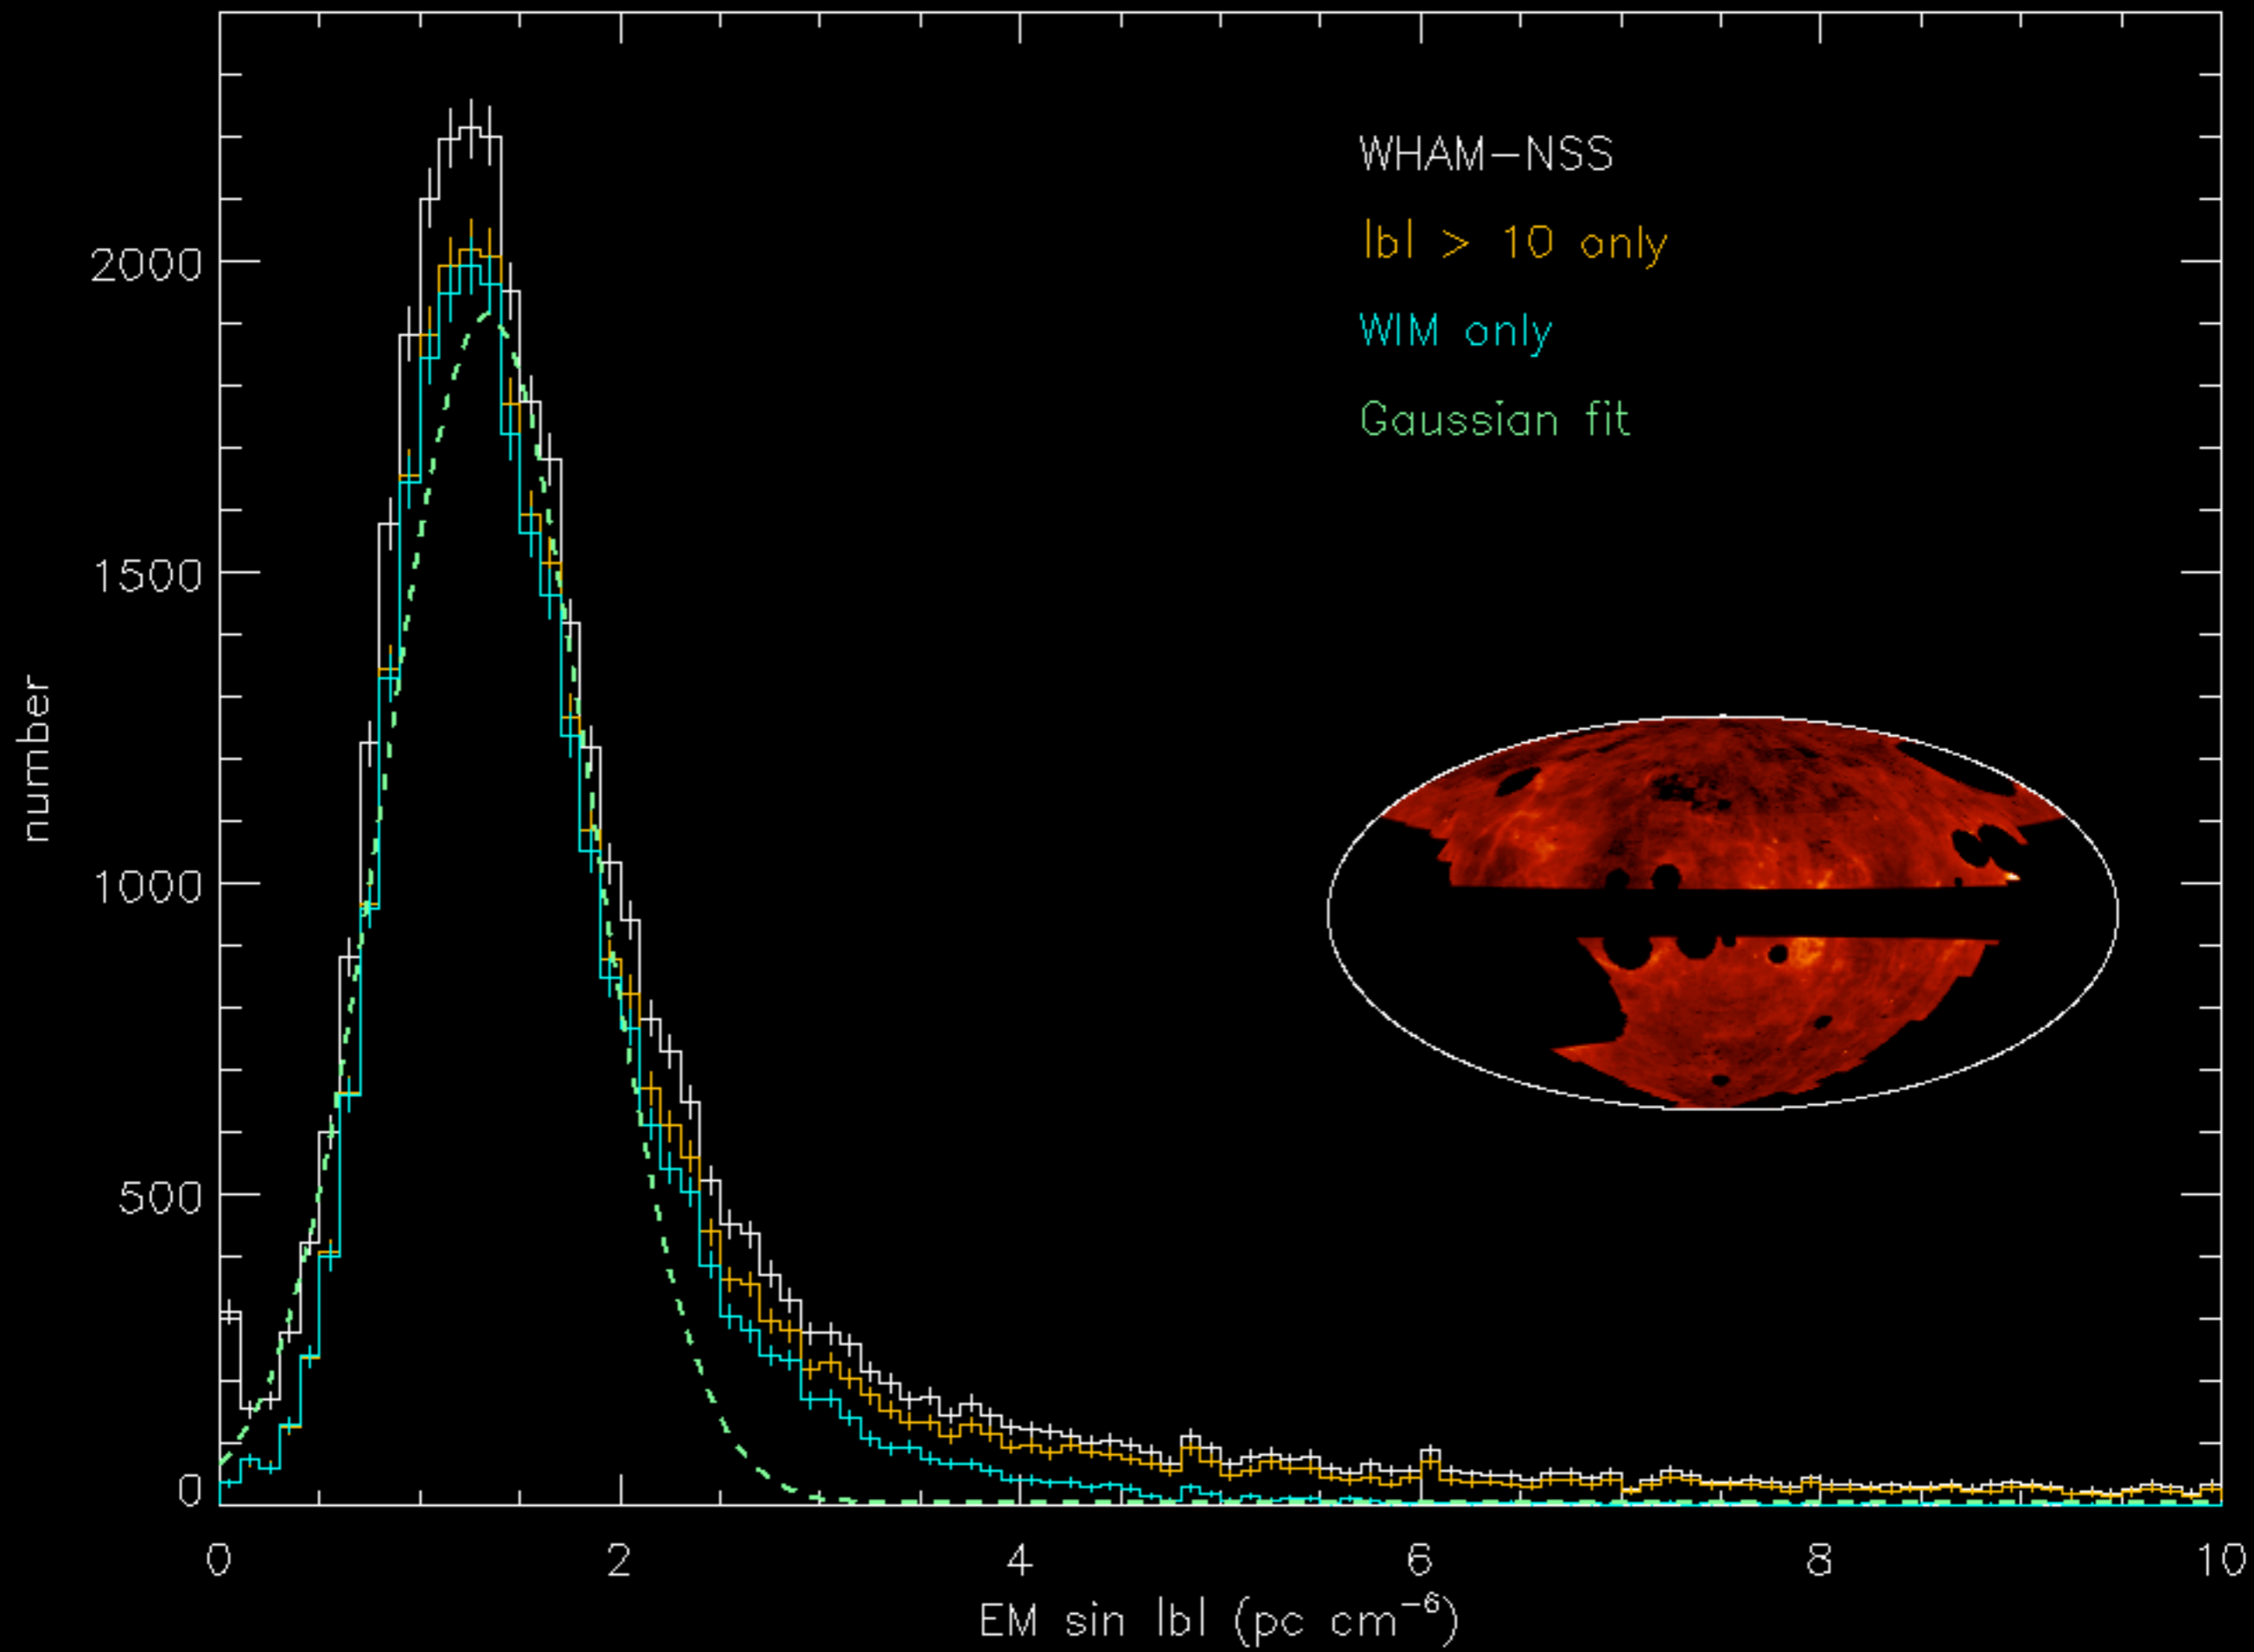 WHAM-NSS
|b| > 10 only
WIM only
Gaussian fit
2000
1500
1000
500
0
number
0 2 4 6 8 10
EM sin |b| (pc cm⁻⁶)